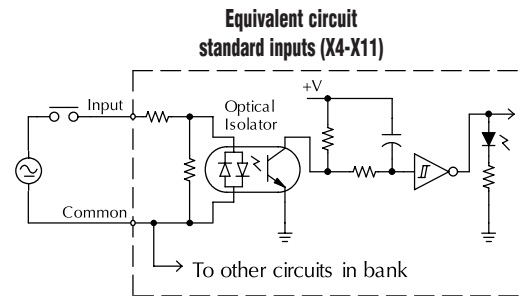 Equivalent circuit
standard inputs (X4-X11)
+V
Input
Optical
Isolator
Common
To other circuits in bank